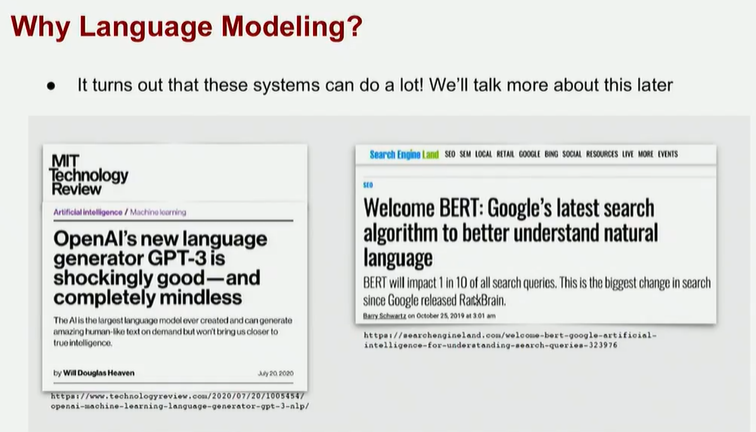 Why Language Modeling?
● It turns out that these systems can do a lot! We'll talk more about this later
MIT
Technology
Review
Artificial intelligence / Machine learning
OpenAI's new language
generator GPT-3 is
shockingly good—and
completely mindless
The AI is the largest language model ever created and can generate
amazing human-like text on demand but won't bring us closer to
true intelligence.
by Will Douglas Heaven July 20, 2020
https://www.technologyreview.com/2020/07/20/1005454/
openai-machine-learning-language-generator-gpt-3-nlp/
Search Engine Land SEO SEM LOCAL RETAIL GOOGLE BING SOCIAL RESOURCES LIVE MORE EVENTS
SEO
Welcome BERT: Google's latest search
algorithm to better understand natural
language
BERT will impact 1 in 10 of all search queries. This is the biggest change in search
since Google released RankBrain.
Barry Schwartz on October 25, 2019 at 3:01 am
https://searchengineland.com/welcome-bert-google-artificial-
intelligence-for-understanding-search-queries-323976